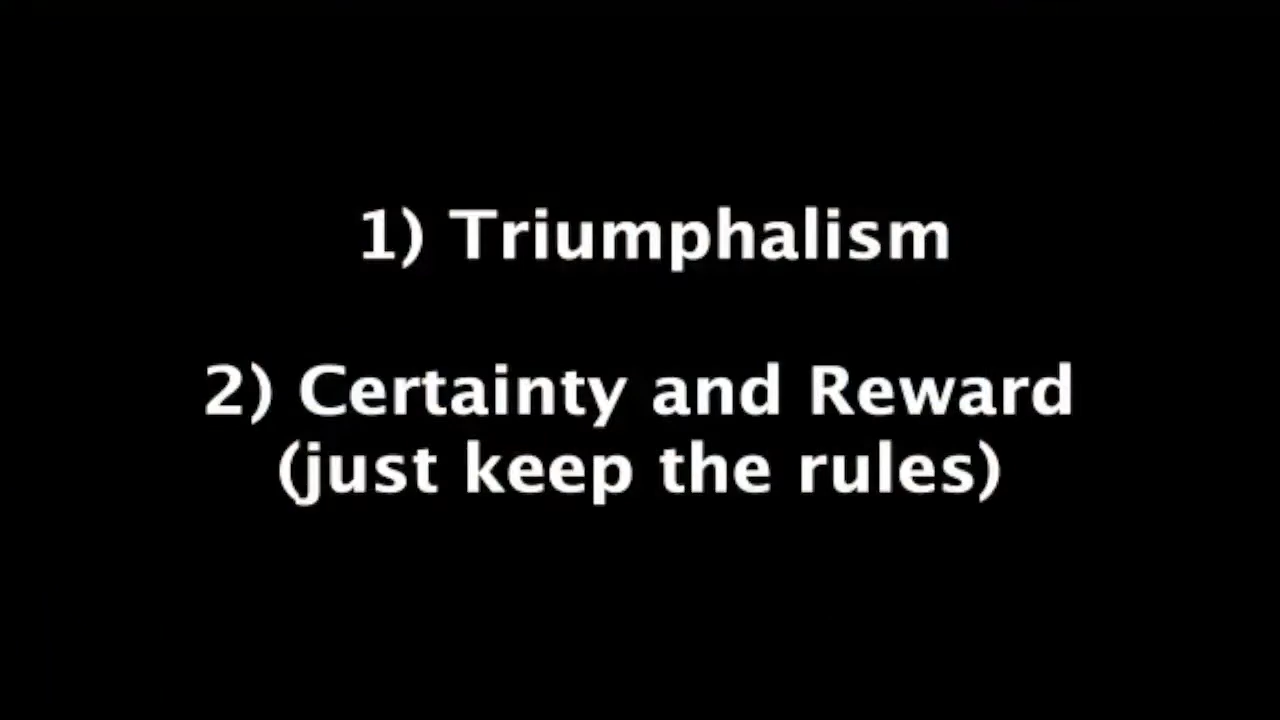 1) Triumphalism
2) Certainty and Reward
(just keep the rules)